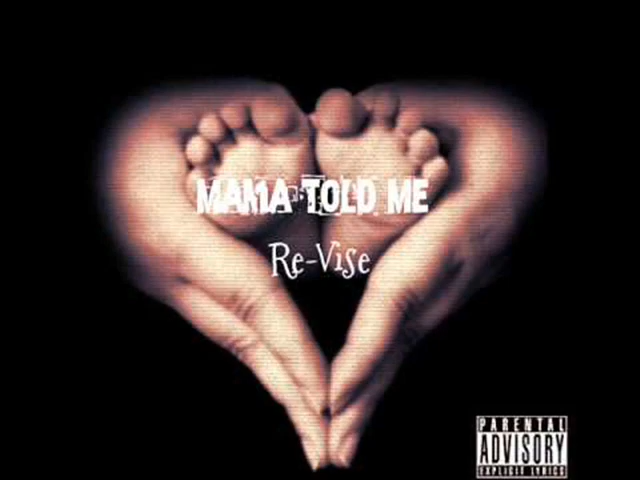 MAMA TOLD ME
Re-Vise
PARENTAL
ADVISORY
EXPLICIT LYRICS